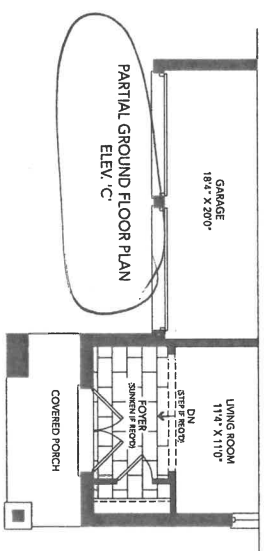 GARAGE
18'4" X 20'0"
PARTIAL GROUND FLOOR PLAN
ELEV. 'C'
LIVING ROOM
11'4" X 11'0"
DN
(STEP IF REQ'D)
FOYER
(SUNKEN IF REQ'D)
COVERED PORCH